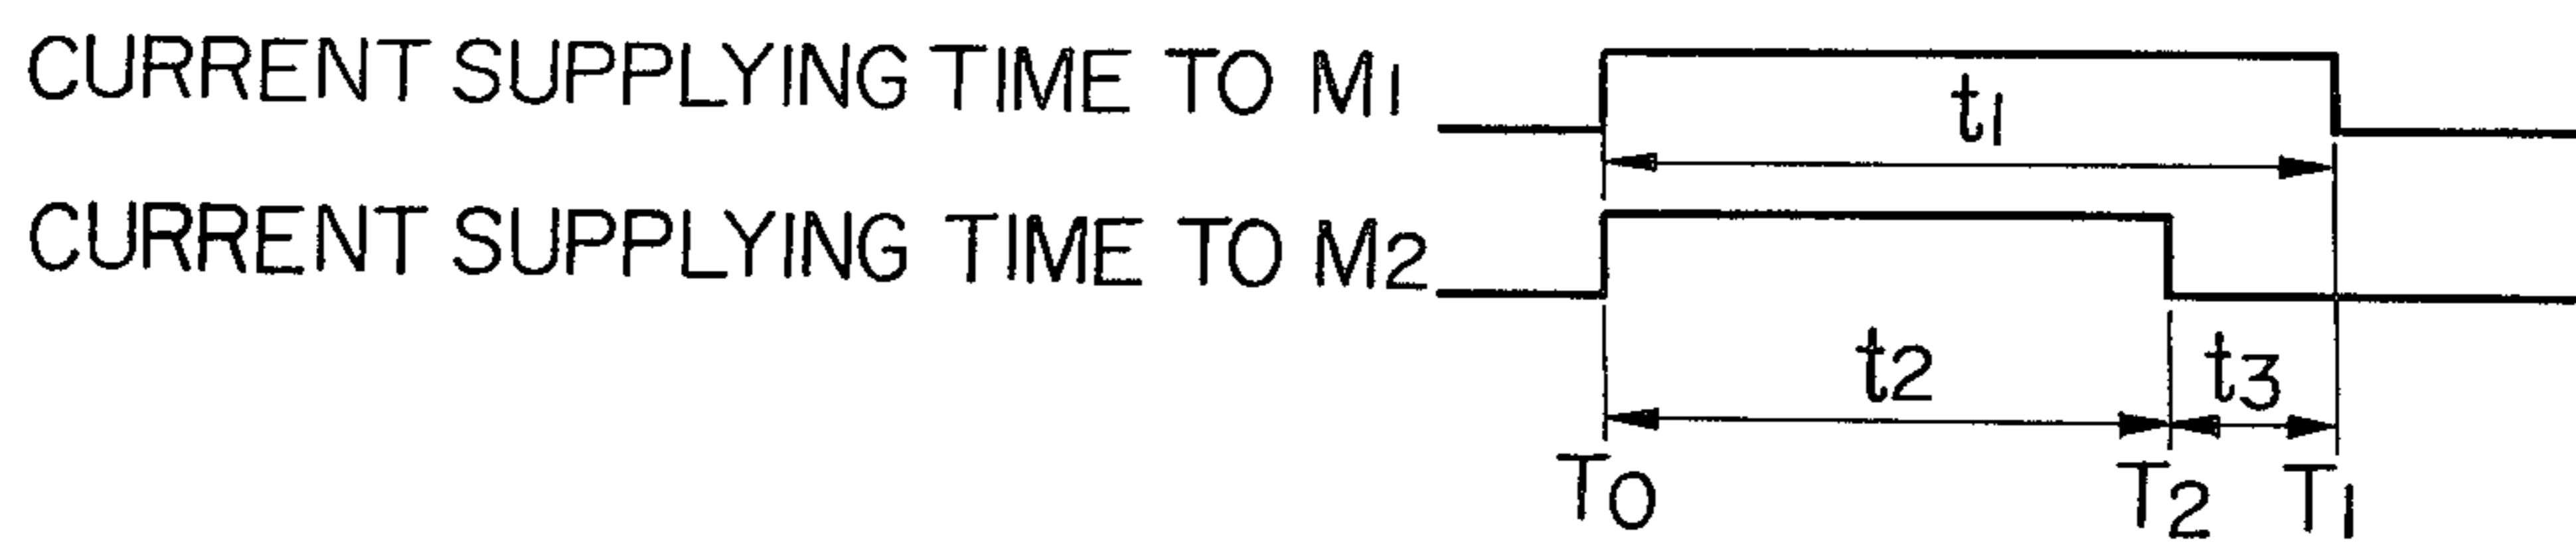 CURRENT SUPPLYING TIME TO M1
t1
CURRENT SUPPLYING TIME TO M2
t2 t3
T0 T2 T1